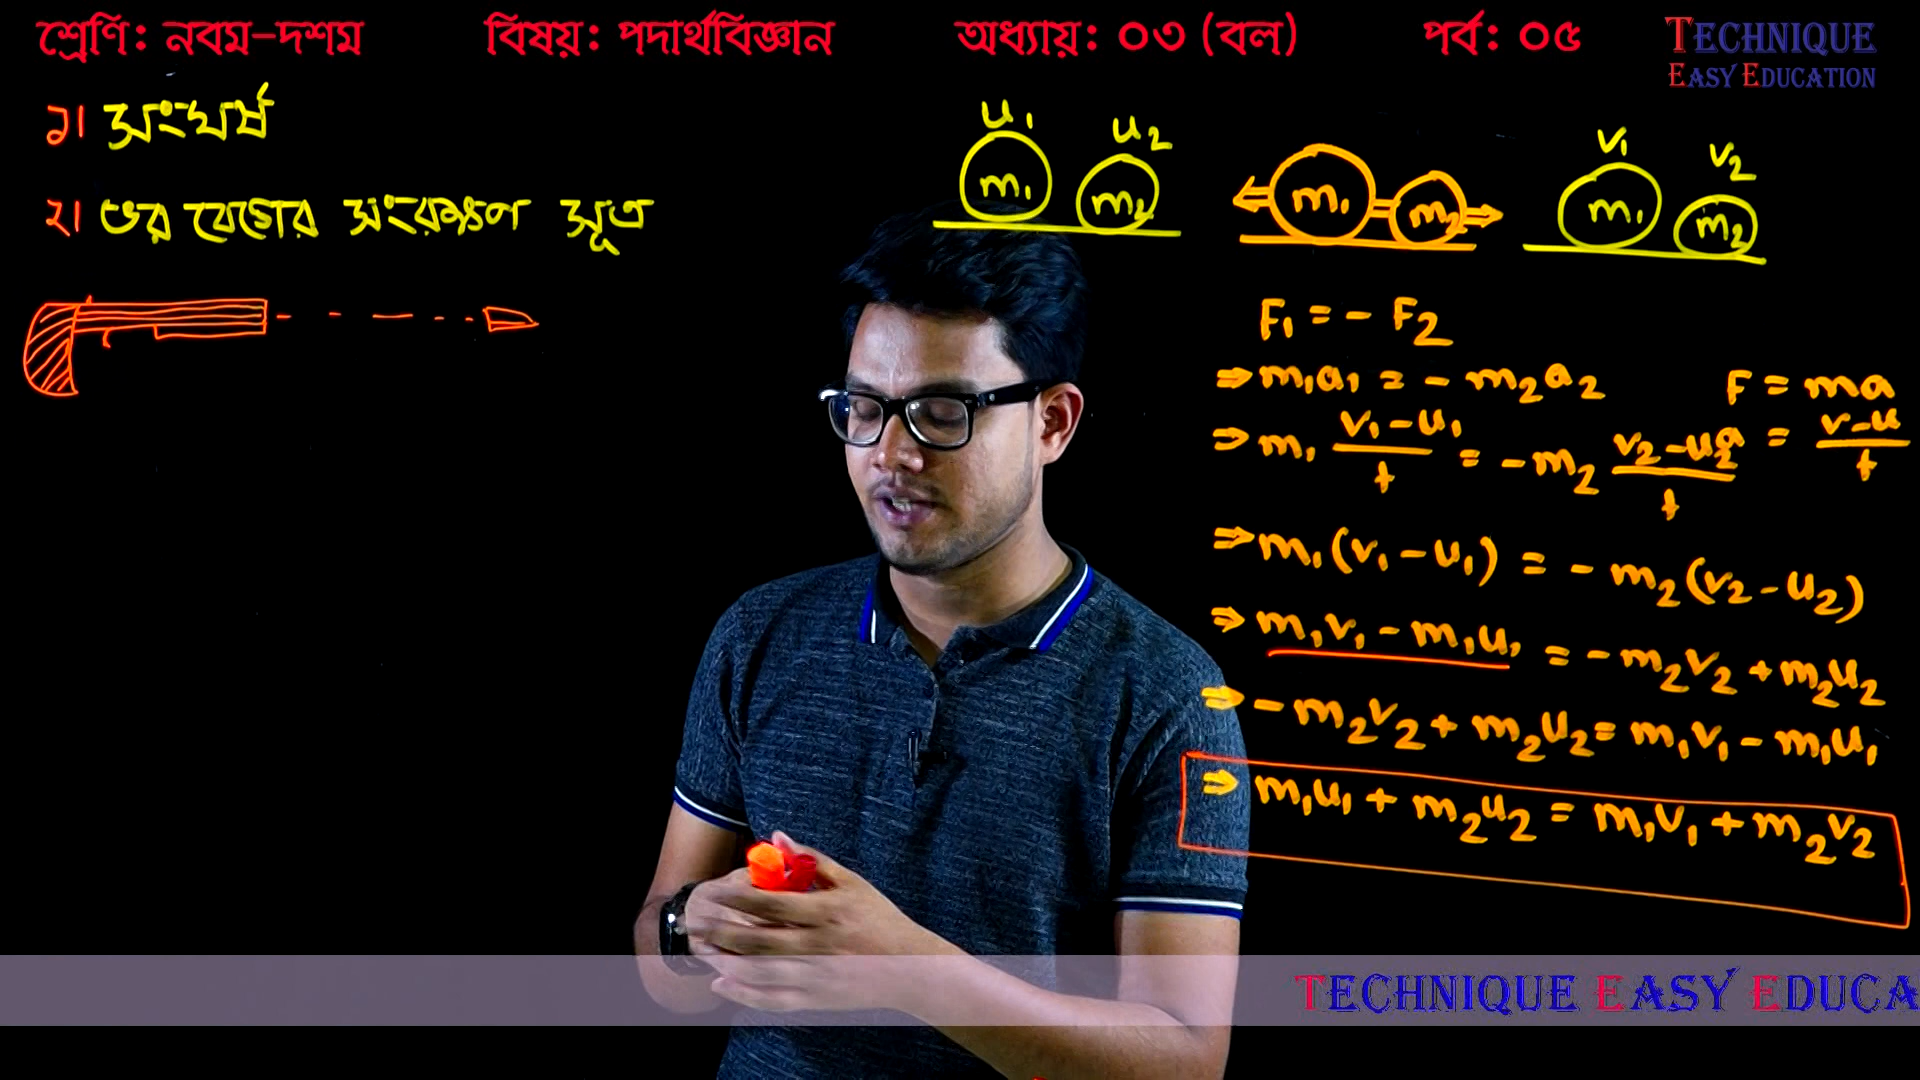 শ্রেণি: নবম-দশম বিষয়: পদার্থবিজ্ঞান অধ্যায়: ০৩ (বল) পর্ব: ০৫
TECHNIQUE
EASY EDUCATION
১। সংঘর্ষ
২। ভর বেগের সংরক্ষণ সূত্র
u₁ u₂ v₁ v₂
m₁ m₂ m₁ m₂ m₁ m₂
F₁ = - F₂
⇒ m₁a₁ = - m₂a₂ F = ma
⇒ m₁ (v₁-u₁)/t = -m₂ (v₂-u₂)/t a = (v-u)/t
⇒ m₁(v₁-u₁) = - m₂(v₂-u₂)
⇒ m₁v₁ - m₁u₁ = -m₂v₂ + m₂u₂
⇒ -m₂v₂ + m₂u₂ = m₁v₁ - m₁u₁
⇒ m₁u₁ + m₂u₂ = m₁v₁ + m₂v₂
TECHNIQUE EASY EDUCA